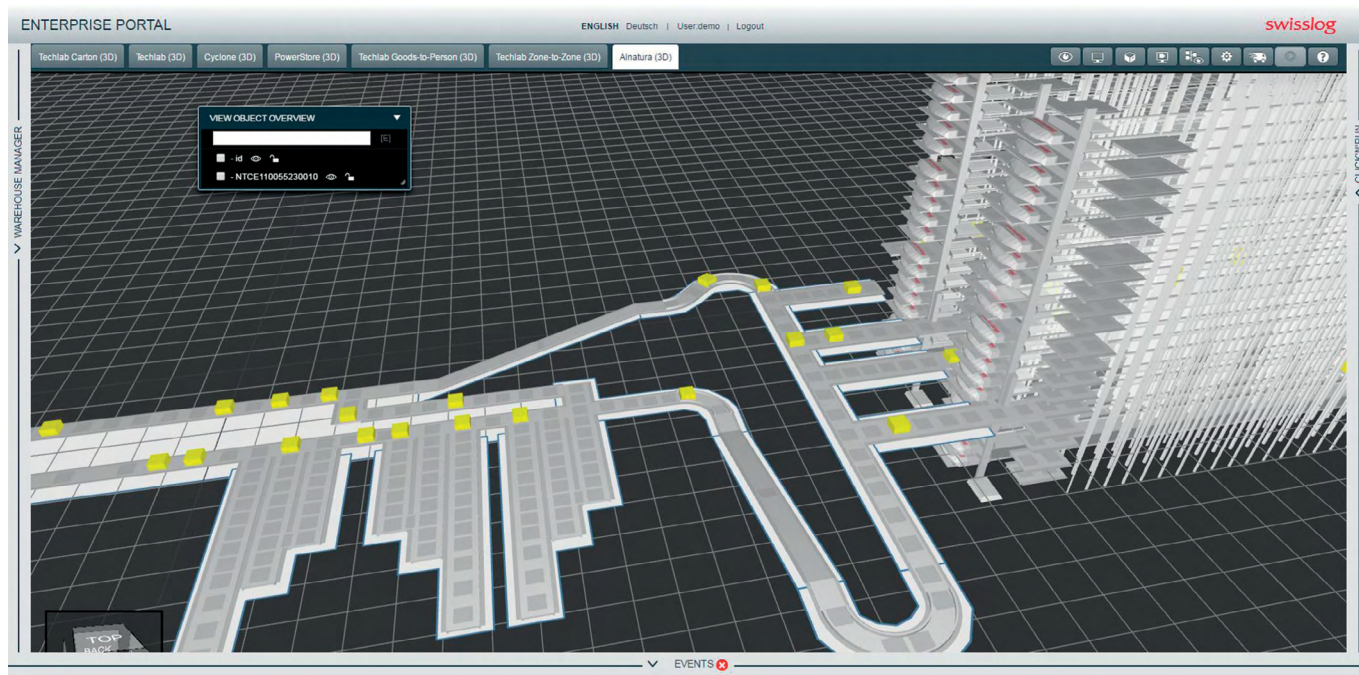 ENTERPRISE PORTAL
ENGLISH Deutsch | User:demo | Logout
swisslog
Techlab Carton (3D) Techlab (3D) Cyclone (3D) PowerStore (3D) Techlab Goods-to-Person (3D) Techlab Zone-to-Zone (3D) Alnatura (3D)
VIEW OBJECT OVERVIEW
[E]
- id
- NTCE110055230010
WAREHOUSE MANAGER
TOP
BACK
EVENTS